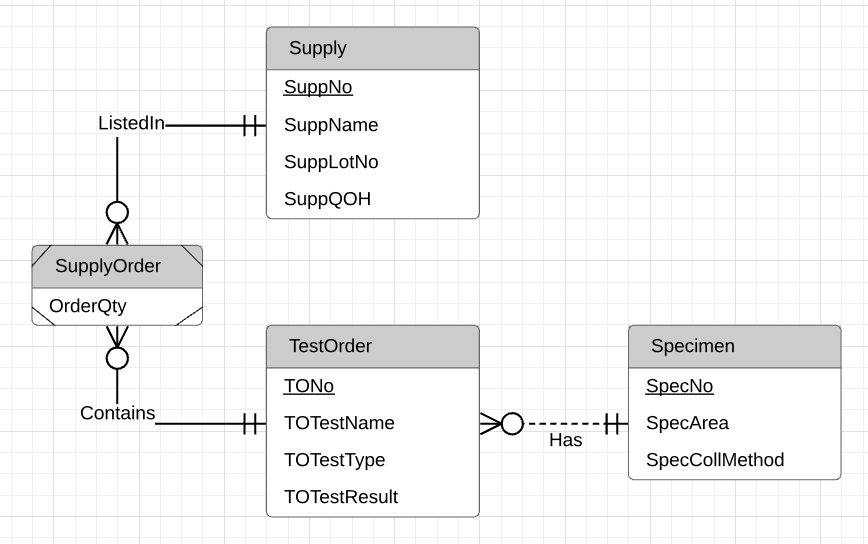 Supply
SuppNo
SuppName
SuppLotNo
SuppQOH
ListedIn
SupplyOrder
OrderQty
Contains
TestOrder
TONo
TOTestName
TOTestType
TOTestResult
Has
Specimen
SpecNo
SpecArea
SpecCollMethod